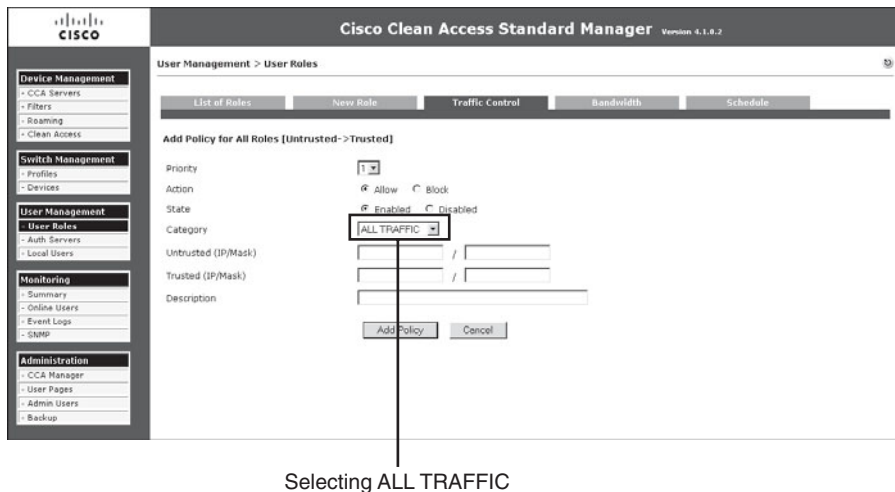 CISCO
Cisco Clean Access Standard Manager Version 4.1.0.2
User Management > User Roles
Device Management
- CCA Servers
- Filters
- Roaming
- Clean Access
Switch Management
- Profiles
- Devices
User Management
- User Roles
- Auth Servers
- Local Users
Monitoring
- Summary
- Online Users
- Event Logs
- SNMP
Administration
- CCA Manager
- User Pages
- Admin Users
- Backup
List of Roles New Role Traffic Control Bandwidth Schedule
Add Policy for All Roles [Untrusted->Trusted]
Priority 1
Action Allow Block
State Enabled Disabled
Category ALL TRAFFIC
Untrusted (IP/Mask) /
Trusted (IP/Mask) /
Description
Add Policy Cancel
Selecting ALL TRAFFIC